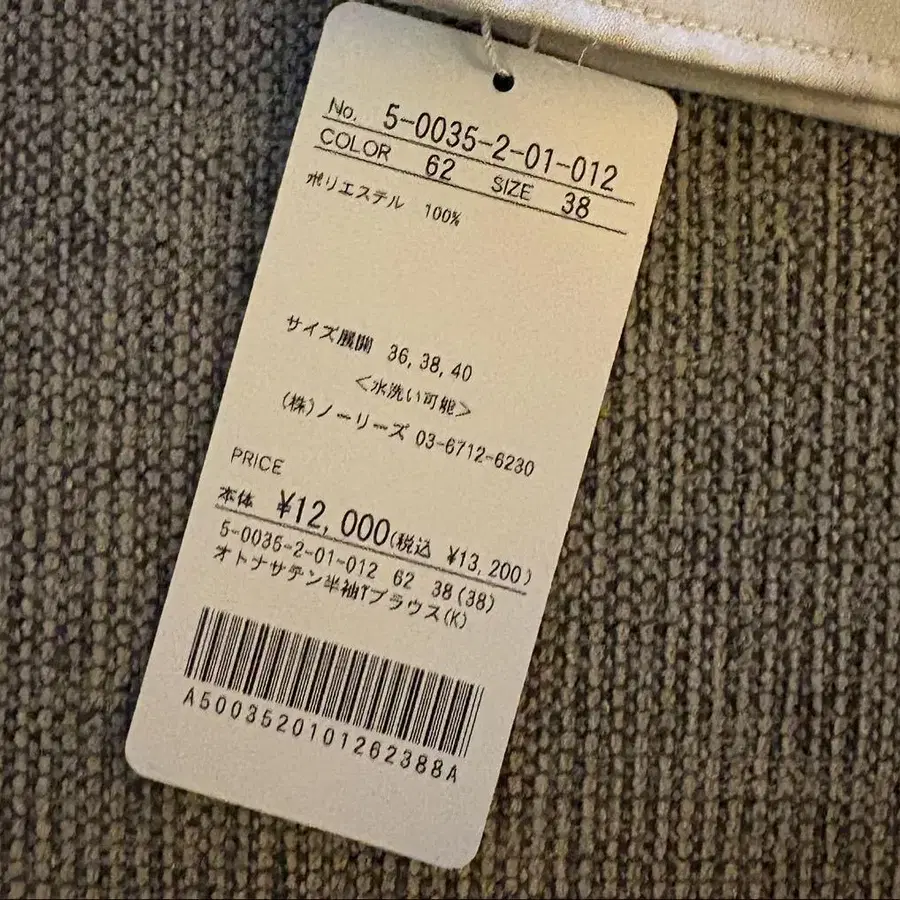 No. 5-0035-2-01-012
COLOR 62 SIZE 38
ポリエステル 100%
サイズ展開 36, 38, 40
<水洗い可能>
(株)ノーリーズ 03-6712-6230
PRICE
本体 ¥12,000(税込 ¥13,200)
5-0035-2-01-012 62 38(38)
オトナサテン半袖Tブラウス(K)
A5003520101262388A